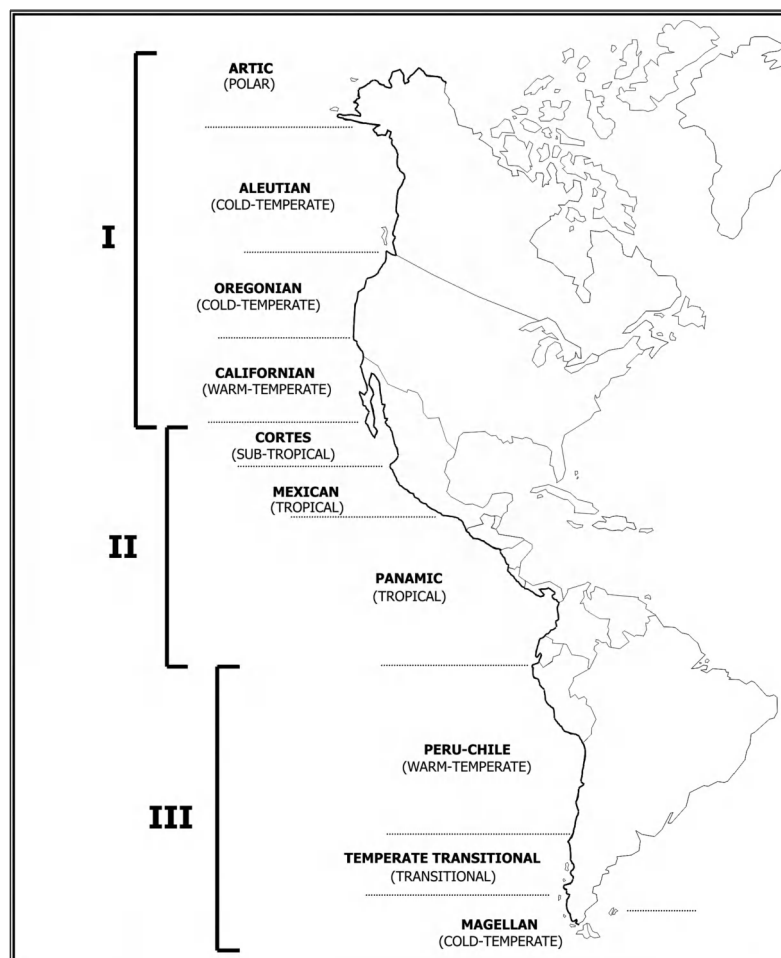 ARTIC
(POLAR)
ALEUTIAN
(COLD-TEMPERATE)
I
OREGONIAN
(COLD-TEMPERATE)
CALIFORNIAN
(WARM-TEMPERATE)
CORTES
(SUB-TROPICAL)
MEXICAN
(TROPICAL)
II
PANAMIC
(TROPICAL)
PERU-CHILE
(WARM-TEMPERATE)
III
TEMPERATE TRANSITIONAL
(TRANSITIONAL)
MAGELLAN
(COLD-TEMPERATE)